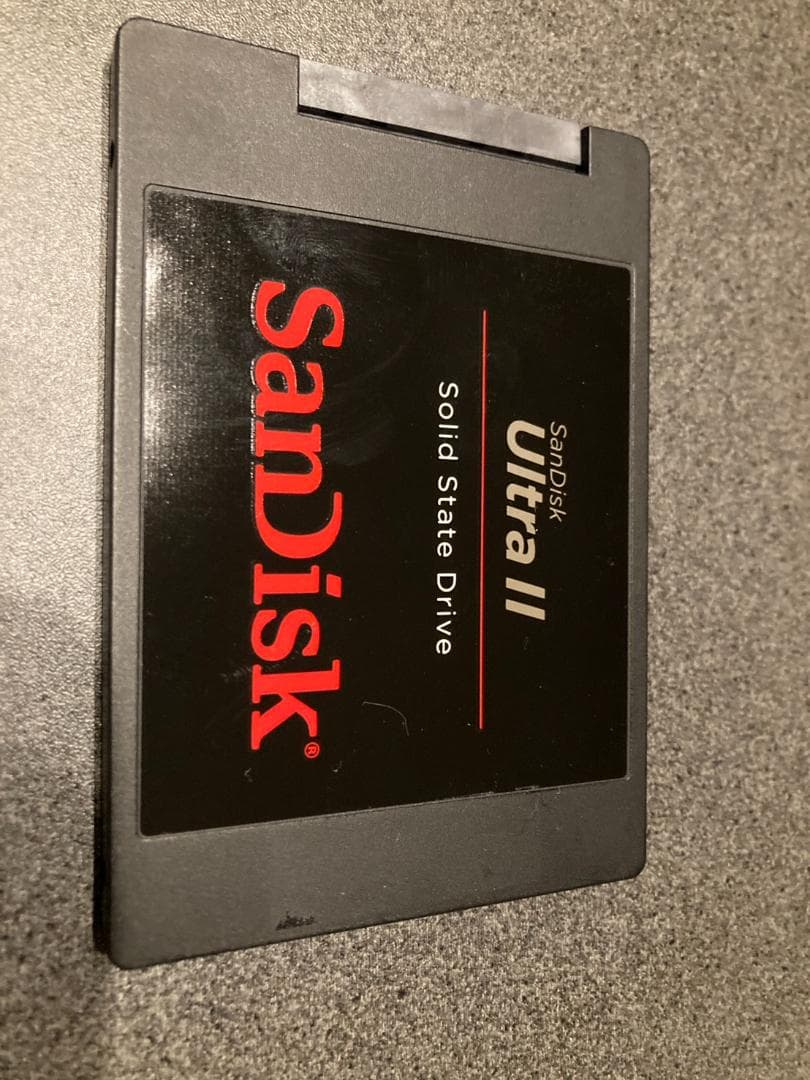 SanDisk
Ultra II
Solid State Drive
SanDisk®